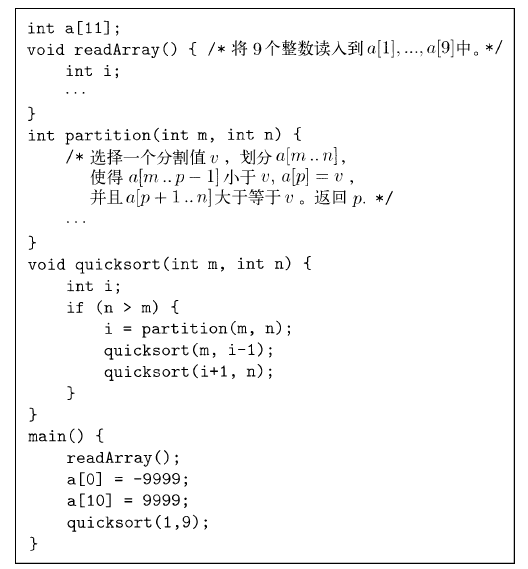 int a[11];
void readArray() { /* 将 9 个整数读入到 a[1], ..., a[9] 中。*/
    int i;
    ...
}
int partition(int m, int n) {
    /* 选择一个分割值 v ，划分 a[m .. n]，
       使得 a[m .. p − 1] 小于 v, a[p] = v ，
       并且 a[p + 1 .. n] 大于等于 v 。返回 p. */
    ...
}
void quicksort(int m, int n) {
    int i;
    if (n > m) {
        i = partition(m, n);
        quicksort(m, i-1);
        quicksort(i+1, n);
    }
}
main() {
    readArray();
    a[0] = -9999;
    a[10] = 9999;
    quicksort(1,9);
}